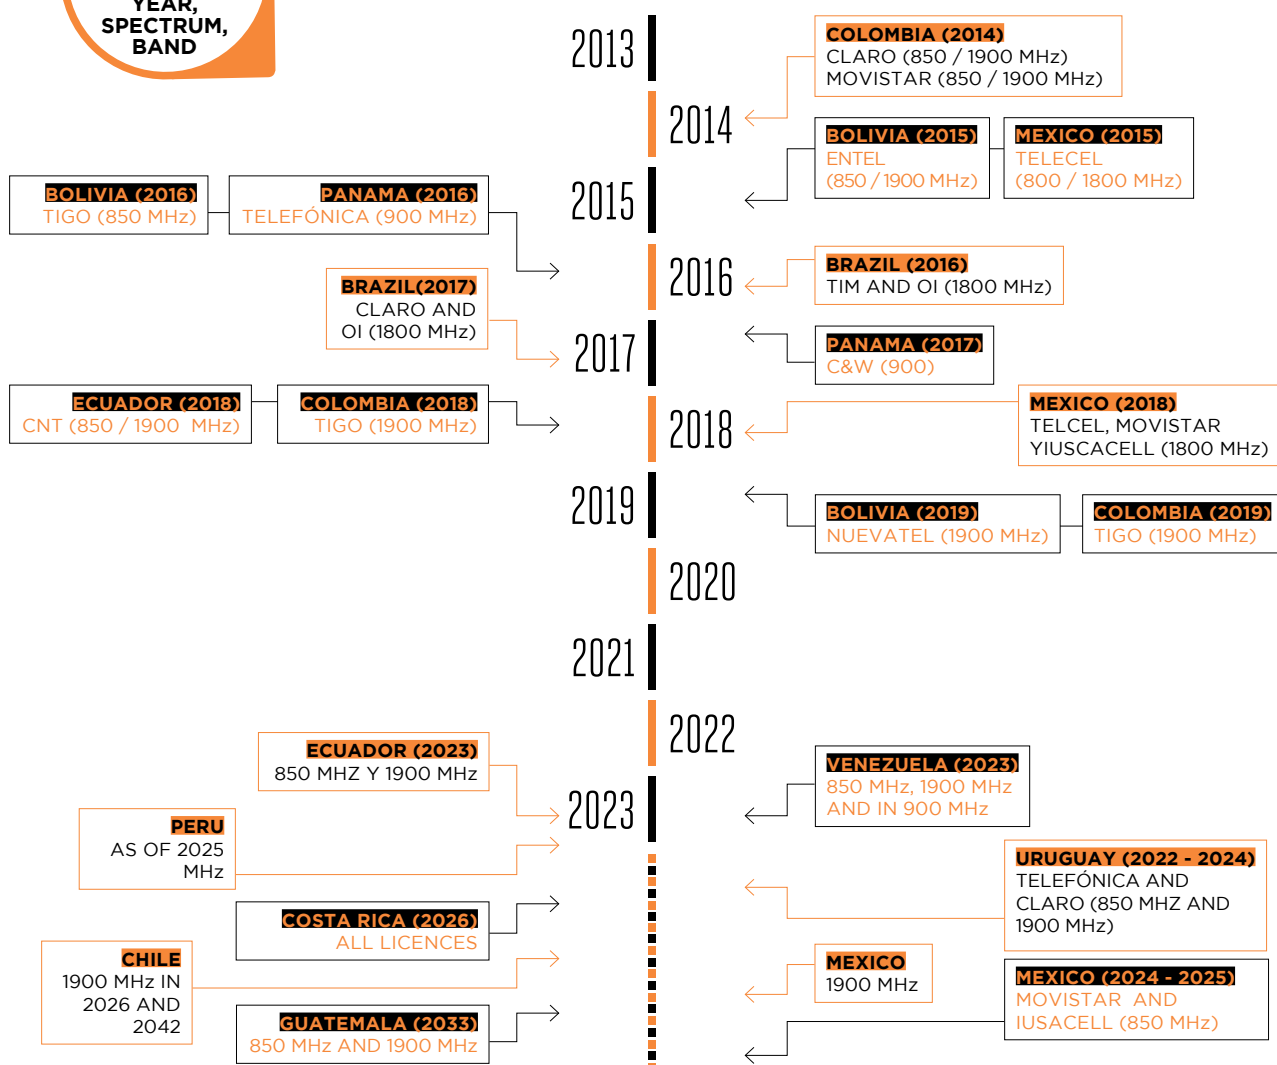 YEAR,
SPECTRUM,
BAND
2013
COLOMBIA (2014)
CLARO (850 / 1900 MHz)
MOVISTAR (850 / 1900 MHz)
2014
BOLIVIA (2015)
ENTEL
(850 / 1900 MHz)
MEXICO (2015)
TELECEL
(800 / 1800 MHz)
2015
BOLIVIA (2016)
TIGO (850 MHz)
PANAMA (2016)
TELEFÓNICA (900 MHz)
2016
BRAZIL (2016)
TIM AND OI (1800 MHz)
BRAZIL(2017)
CLARO AND
OI (1800 MHz)
2017
PANAMA (2017)
C&W (900)
ECUADOR (2018)
CNT (850 / 1900 MHz)
COLOMBIA (2018)
TIGO (1900 MHz)
2018
MEXICO (2018)
TELCEL, MOVISTAR
YIUSCACELL (1800 MHz)
2019
BOLIVIA (2019)
NUEVATEL (1900 MHz)
COLOMBIA (2019)
TIGO (1900 MHz)
2020
2021
2022
ECUADOR (2023)
850 MHZ Y 1900 MHz
VENEZUELA (2023)
850 MHz, 1900 MHz
AND IN 900 MHz
2023
PERU
AS OF 2025
MHz
URUGUAY (2022 - 2024)
TELEFÓNICA AND
CLARO (850 MHZ AND
1900 MHz)
COSTA RICA (2026)
ALL LICENCES
CHILE
1900 MHz IN
2026 AND
2042
MEXICO
1900 MHz
MEXICO (2024 - 2025)
MOVISTAR AND
IUSACELL (850 MHz)
GUATEMALA (2033)
850 MHz AND 1900 MHz